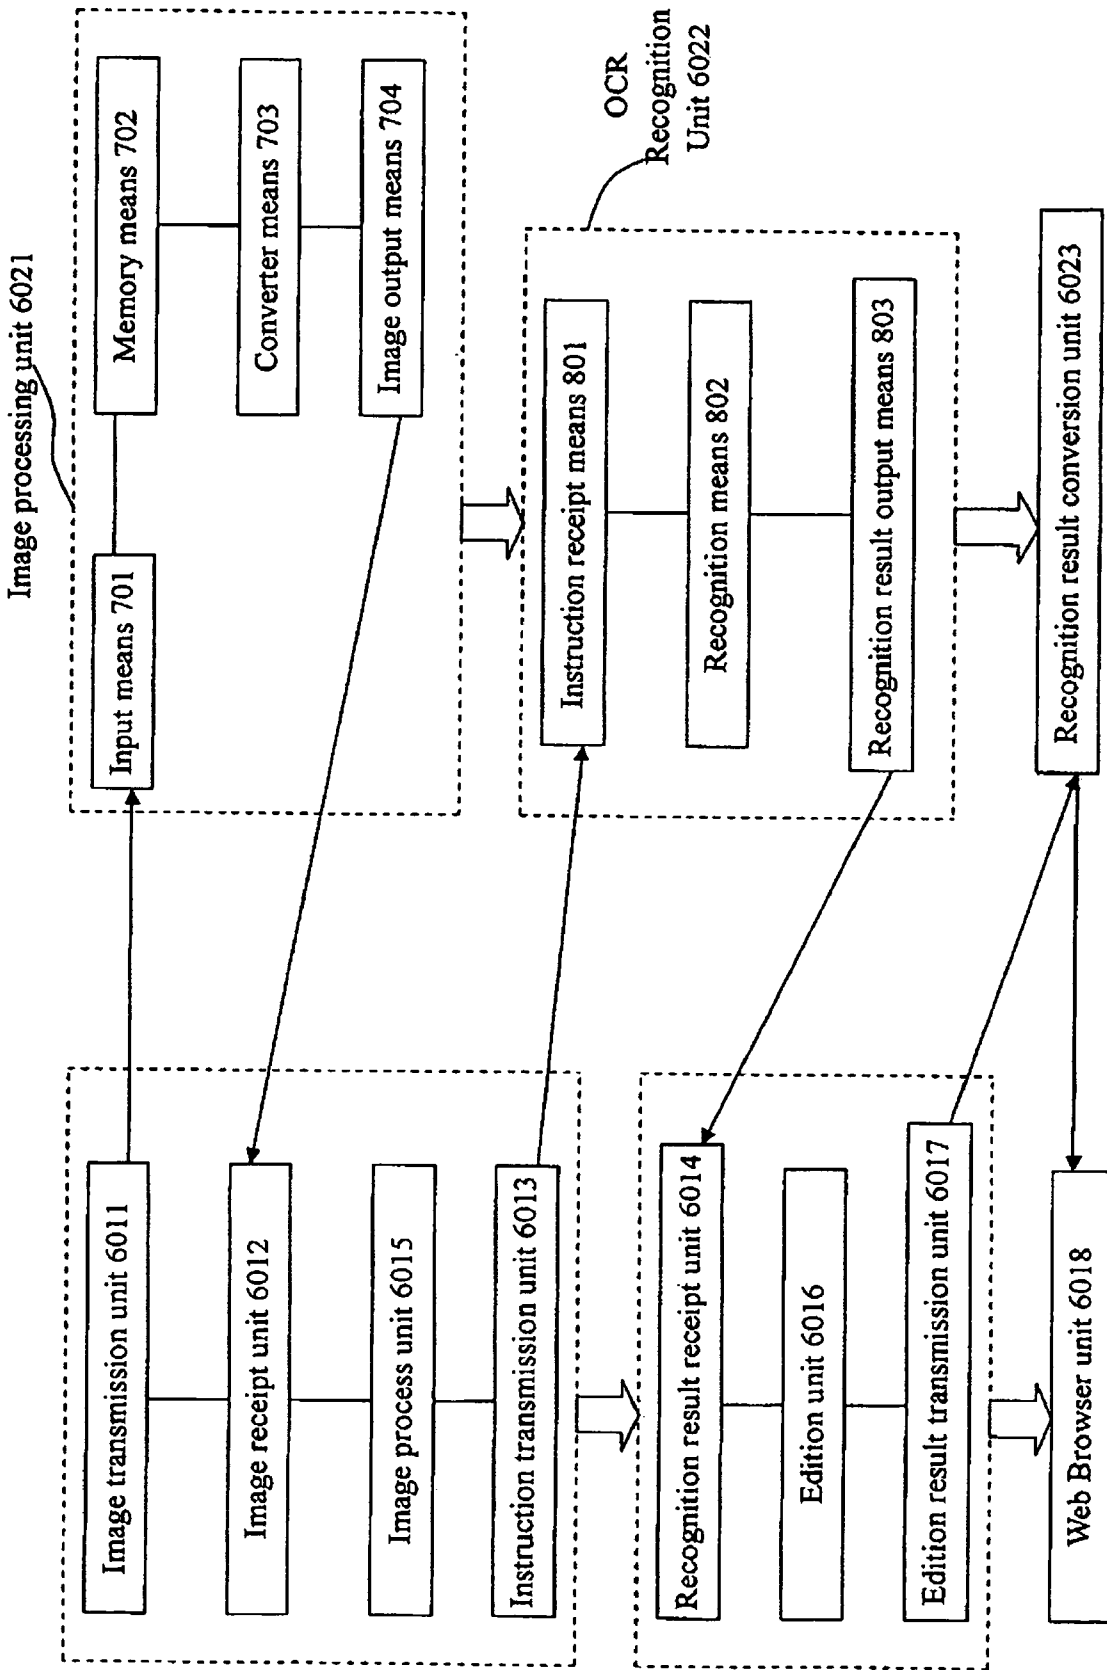 Image processing unit 6021
Image transmission unit 6011
Input means 701
Memory means 702
Image receipt unit 6012
Converter means 703
Image process unit 6015
Image output means 704
Instruction transmission unit 6013
OCR
Recognition
Unit 6022
Instruction receipt means 801
Recognition result receipt unit 6014
Recognition means 802
Edition unit 6016
Recognition result output means 803
Edition result transmission unit 6017
Web Browser unit 6018
Recognition result conversion unit 6023